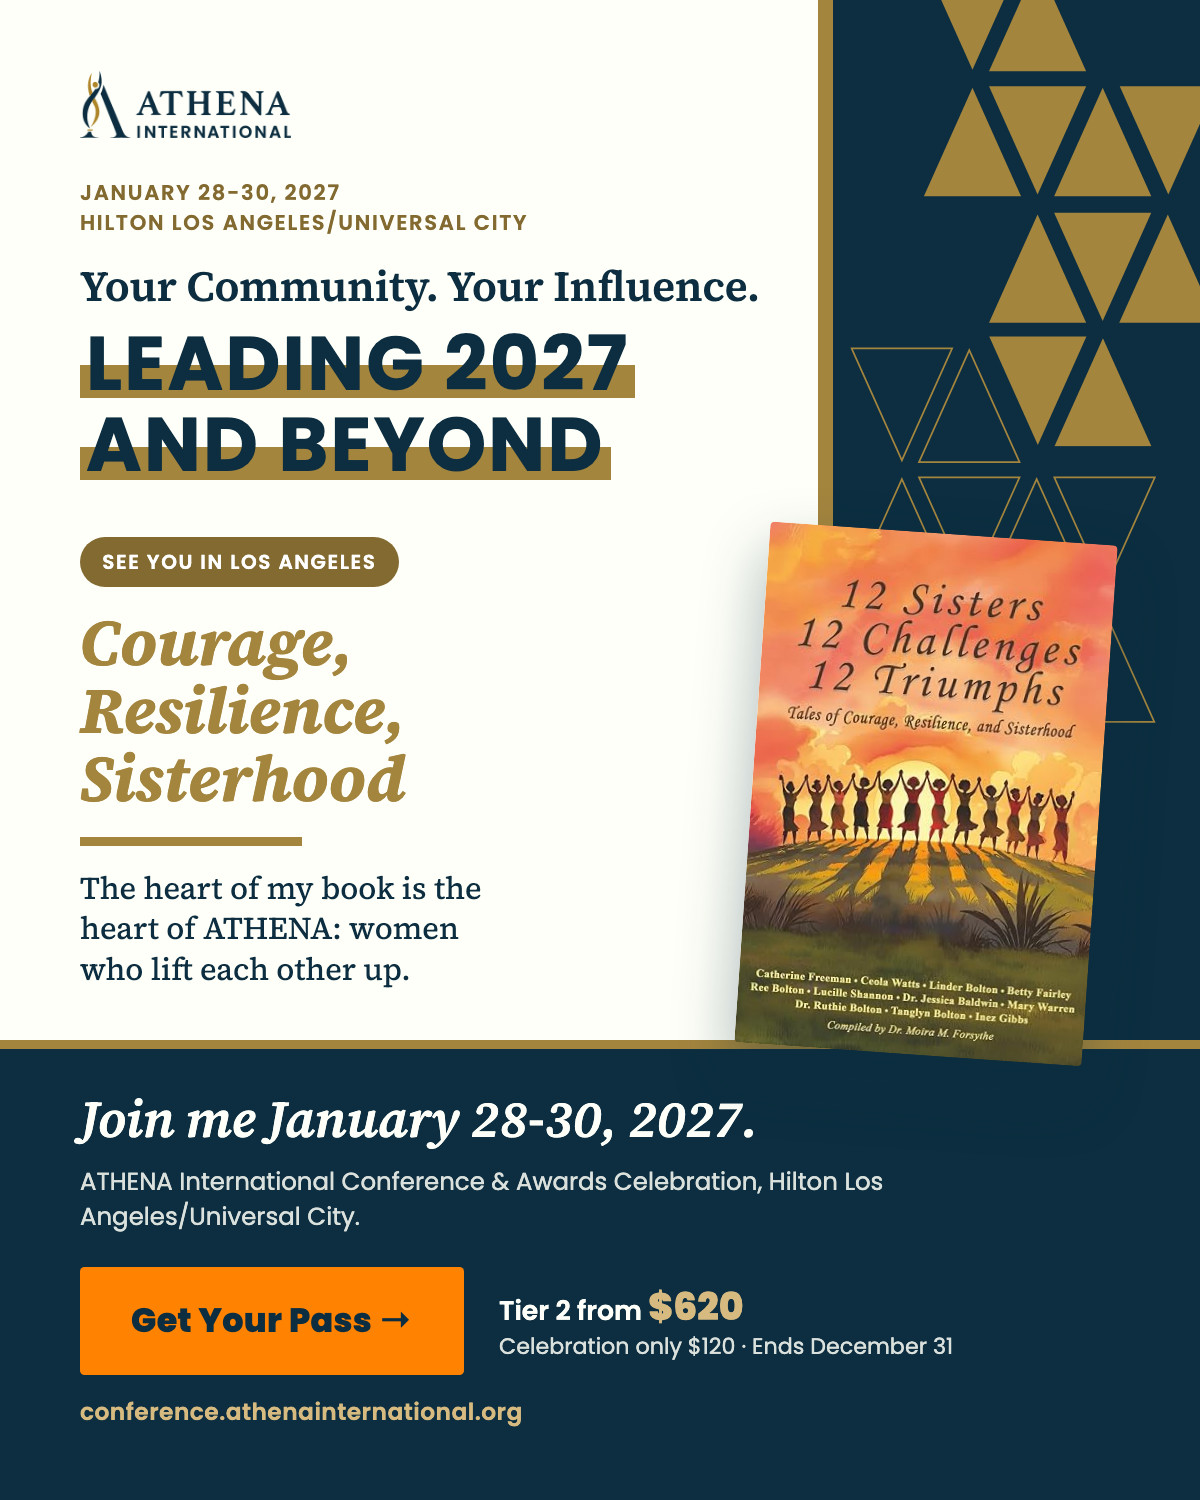 ATHENA
INTERNATIONAL
JANUARY 28-30, 2027
HILTON LOS ANGELES/UNIVERSAL CITY
Your Community. Your Influence.
LEADING 2027
AND BEYOND
SEE YOU IN LOS ANGELES
Courage,
Resilience,
Sisterhood
The heart of my book is the
heart of ATHENA: women
who lift each other up.
12 Sisters
12 Challenges
12 Triumphs
Tales of Courage, Resilience, and Sisterhood
Catherine Freeman • Ceola Watts • Linder Bolton • Betty Fairley
Ree Bolton • Lucille Shannon • Dr. Jessica Baldwin • Mary Warren
Dr. Ruthie Bolton • Tanglyn Bolton • Inez Gibbs
Compiled by Dr. Moira M. Forsythe
Join me January 28-30, 2027.
ATHENA International Conference & Awards Celebration, Hilton Los
Angeles/Universal City.
Get Your Pass →
Tier 2 from $620
Celebration only $120 · Ends December 31
conference.athenainternational.org